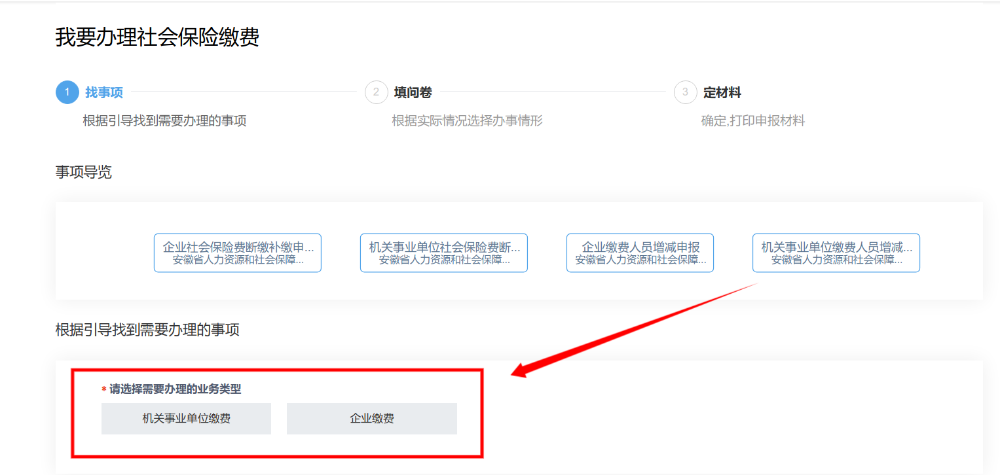 我要办理社会保险缴费
1 找事项
2 填问卷
3 定材料
根据引导找到需要办理的事项
根据实际情况选择办事情形
确定,打印申报材料
事项导览
企业社会保险费断缴补缴申...
安徽省人力资源和社会保障...
机关事业单位社会保险费断...
安徽省人力资源和社会保障...
企业缴费人员增减申报
安徽省人力资源和社会保障...
机关事业单位缴费人员增减...
安徽省人力资源和社会保障...
根据引导找到需要办理的事项
* 请选择需要办理的业务类型
机关事业单位缴费
企业缴费